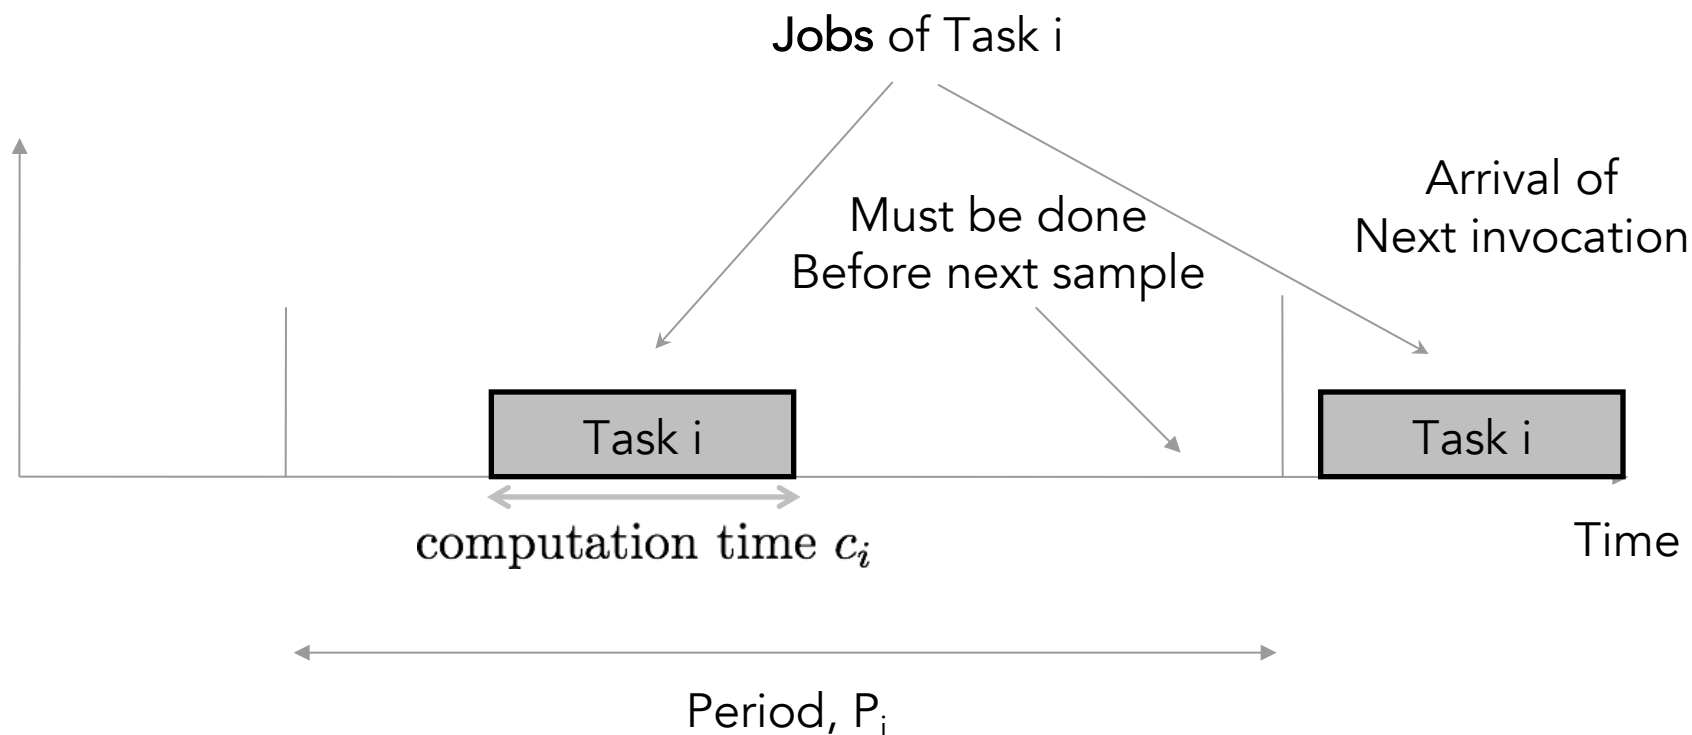 Jobs of Task i
Arrival of
Next invocation
Must be done
Before next sample
Task i
Task i
computation time c_i
Time
Period, P_i